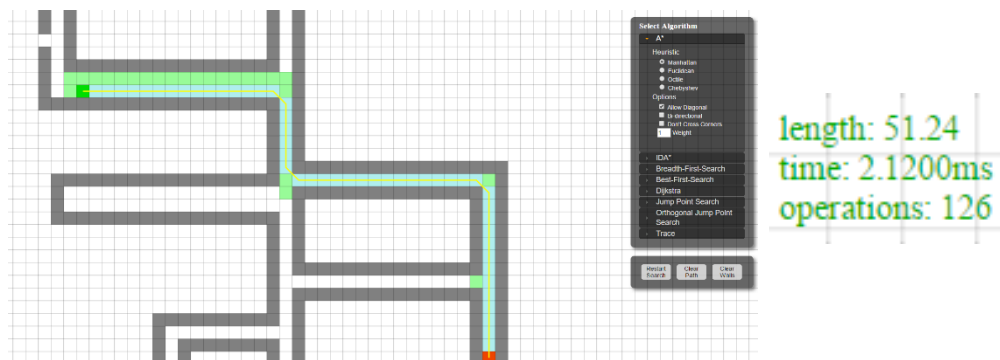 Select Algorithm
A*
Heuristic
Manhattan
Euclidean
Octile
Chebyshev
Options
Allow Diagonal
Bi-directional
Don't Cross Corners
1 Weight
IDA*
Breadth-First-Search
Best-First-Search
Dijkstra
Jump Point Search
Orthogonal Jump Point
Search
Trace
Restart
Search
Clear
Path
Clear
Walls
length: 51.24
time: 2.1200ms
operations: 126